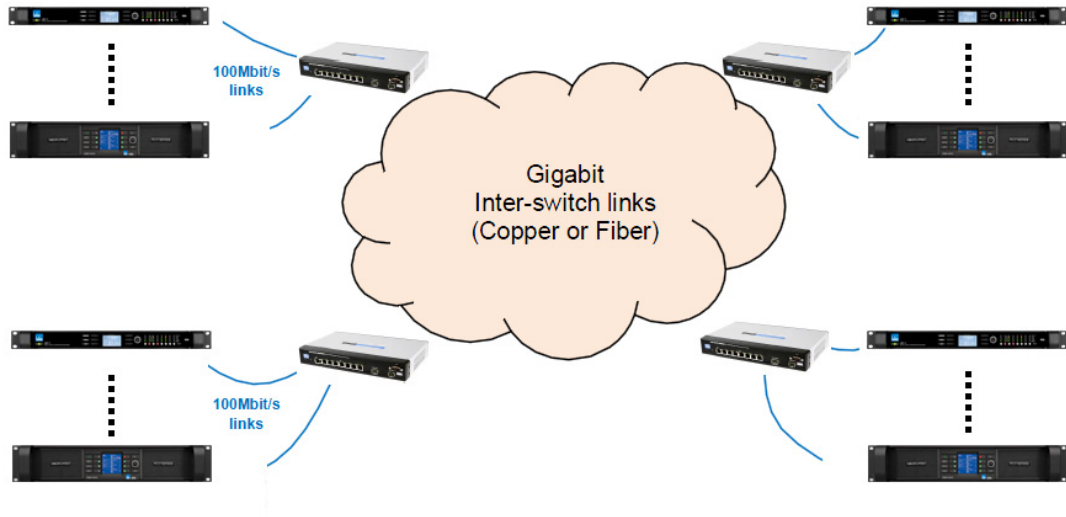 100Mbit/s
links
Gigabit
Inter-switch links
(Copper or Fiber)
100Mbit/s
links